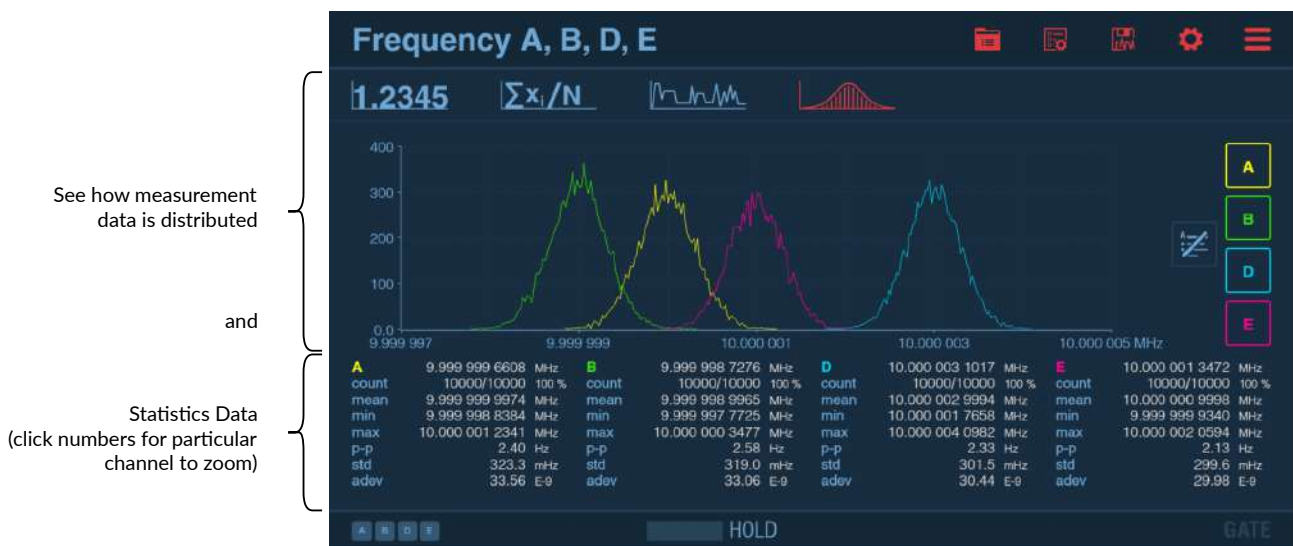 Frequency A, B, D, E
1.2345 ∑xᵢ/N
See how measurement
data is distributed
and
Statistics Data
(click numbers for particular
channel to zoom)
400
300
200
100
0.0
9.999 997 9.999 999 10.000 001 10.000 003 10.000 005 MHz
A
B
D
E
A 9.999 999 6608 MHz B 9.999 998 7276 MHz D 10.000 003 1017 MHz E 10.000 001 3472 MHz
count 10000/10000 100 % count 10000/10000 100 % count 10000/10000 100 % count 10000/10000 100 %
mean 9.999 999 9974 MHz mean 9.999 998 9965 MHz mean 10.000 002 9994 MHz mean 10.000 000 9998 MHz
min 9.999 998 8384 MHz min 9.999 997 7725 MHz min 10.000 001 7658 MHz min 9.999 999 9340 MHz
max 10.000 001 2341 MHz max 10.000 000 3477 MHz max 10.000 004 0982 MHz max 10.000 002 0594 MHz
p-p 2.40 Hz p-p 2.58 Hz p-p 2.33 Hz p-p 2.13 Hz
std 323.3 mHz std 319.0 mHz std 301.5 mHz std 299.6 mHz
adev 33.56 E-9 adev 33.06 E-9 adev 30.44 E-9 adev 29.98 E-9
A B D E HOLD GATE